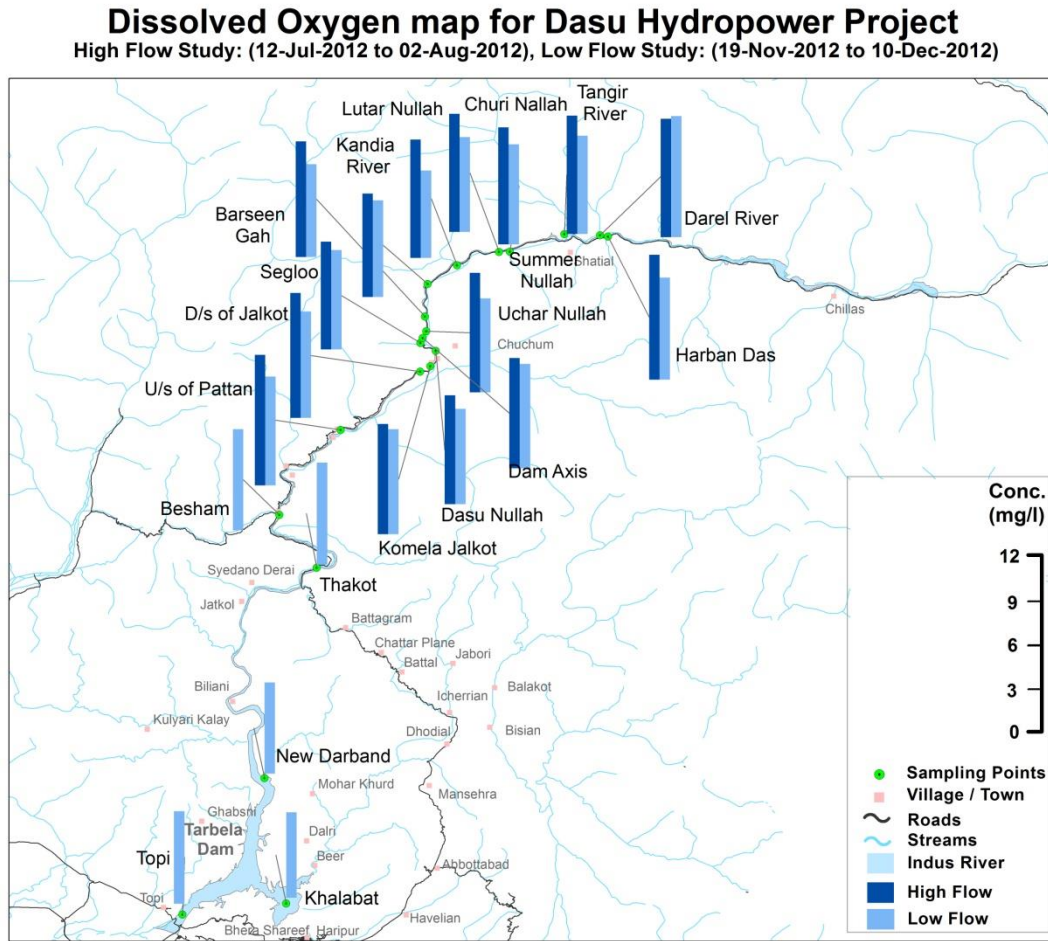 Dissolved Oxygen map for Dasu Hydropower Project
High Flow Study: (12-Jul-2012 to 02-Aug-2012), Low Flow Study: (19-Nov-2012 to 10-Dec-2012)
Lutar Nullah
Churi Nallah
Tangir
River
Kandia
River
Barseen
Gah
Darel River
Segloo
Summer
Nullah
Shatial
D/s of Jalkot
Uchar Nullah
Chillas
Chuchum
Harban Das
U/s of Pattan
Dam Axis
Besham
Dasu Nullah
Komela Jalkot
Thakot
Syedano Derai
Jatkol
Battagram
Chattar Plane
Battal
Jabori
Balakot
Icherrian
Biliani
Kulyari Kalay
Dhodial
Bisian
New Darband
Mohar Khurd
Mansehra
Ghabsni
Tarbela
Dam
Dalri
Beer
Topi
Abbottabad
Khalabat
Topi
Havelian
Bhera Shareef
Haripur
Conc.
(mg/l)
12
9
6
3
0
Sampling Points
Village / Town
Roads
Streams
Indus River
High Flow
Low Flow